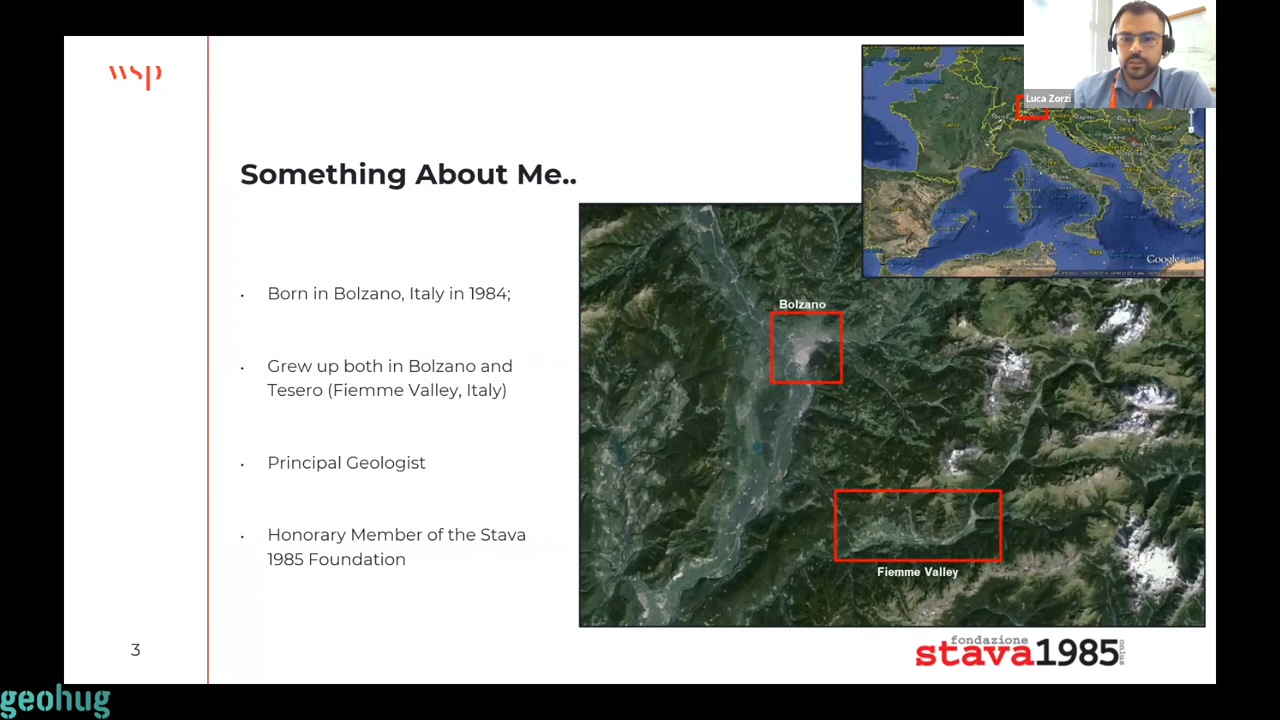 wsp
Luca Zorzi
Something About Me..
Born in Bolzano, Italy in 1984;
Grew up both in Bolzano and
Tesero (Fiemme Valley, Italy)
Principal Geologist
Honorary Member of the Stava
1985 Foundation
Google earth
Bolzano
Fiemme Valley
fondazione
stava1985
onlus
3
geohug